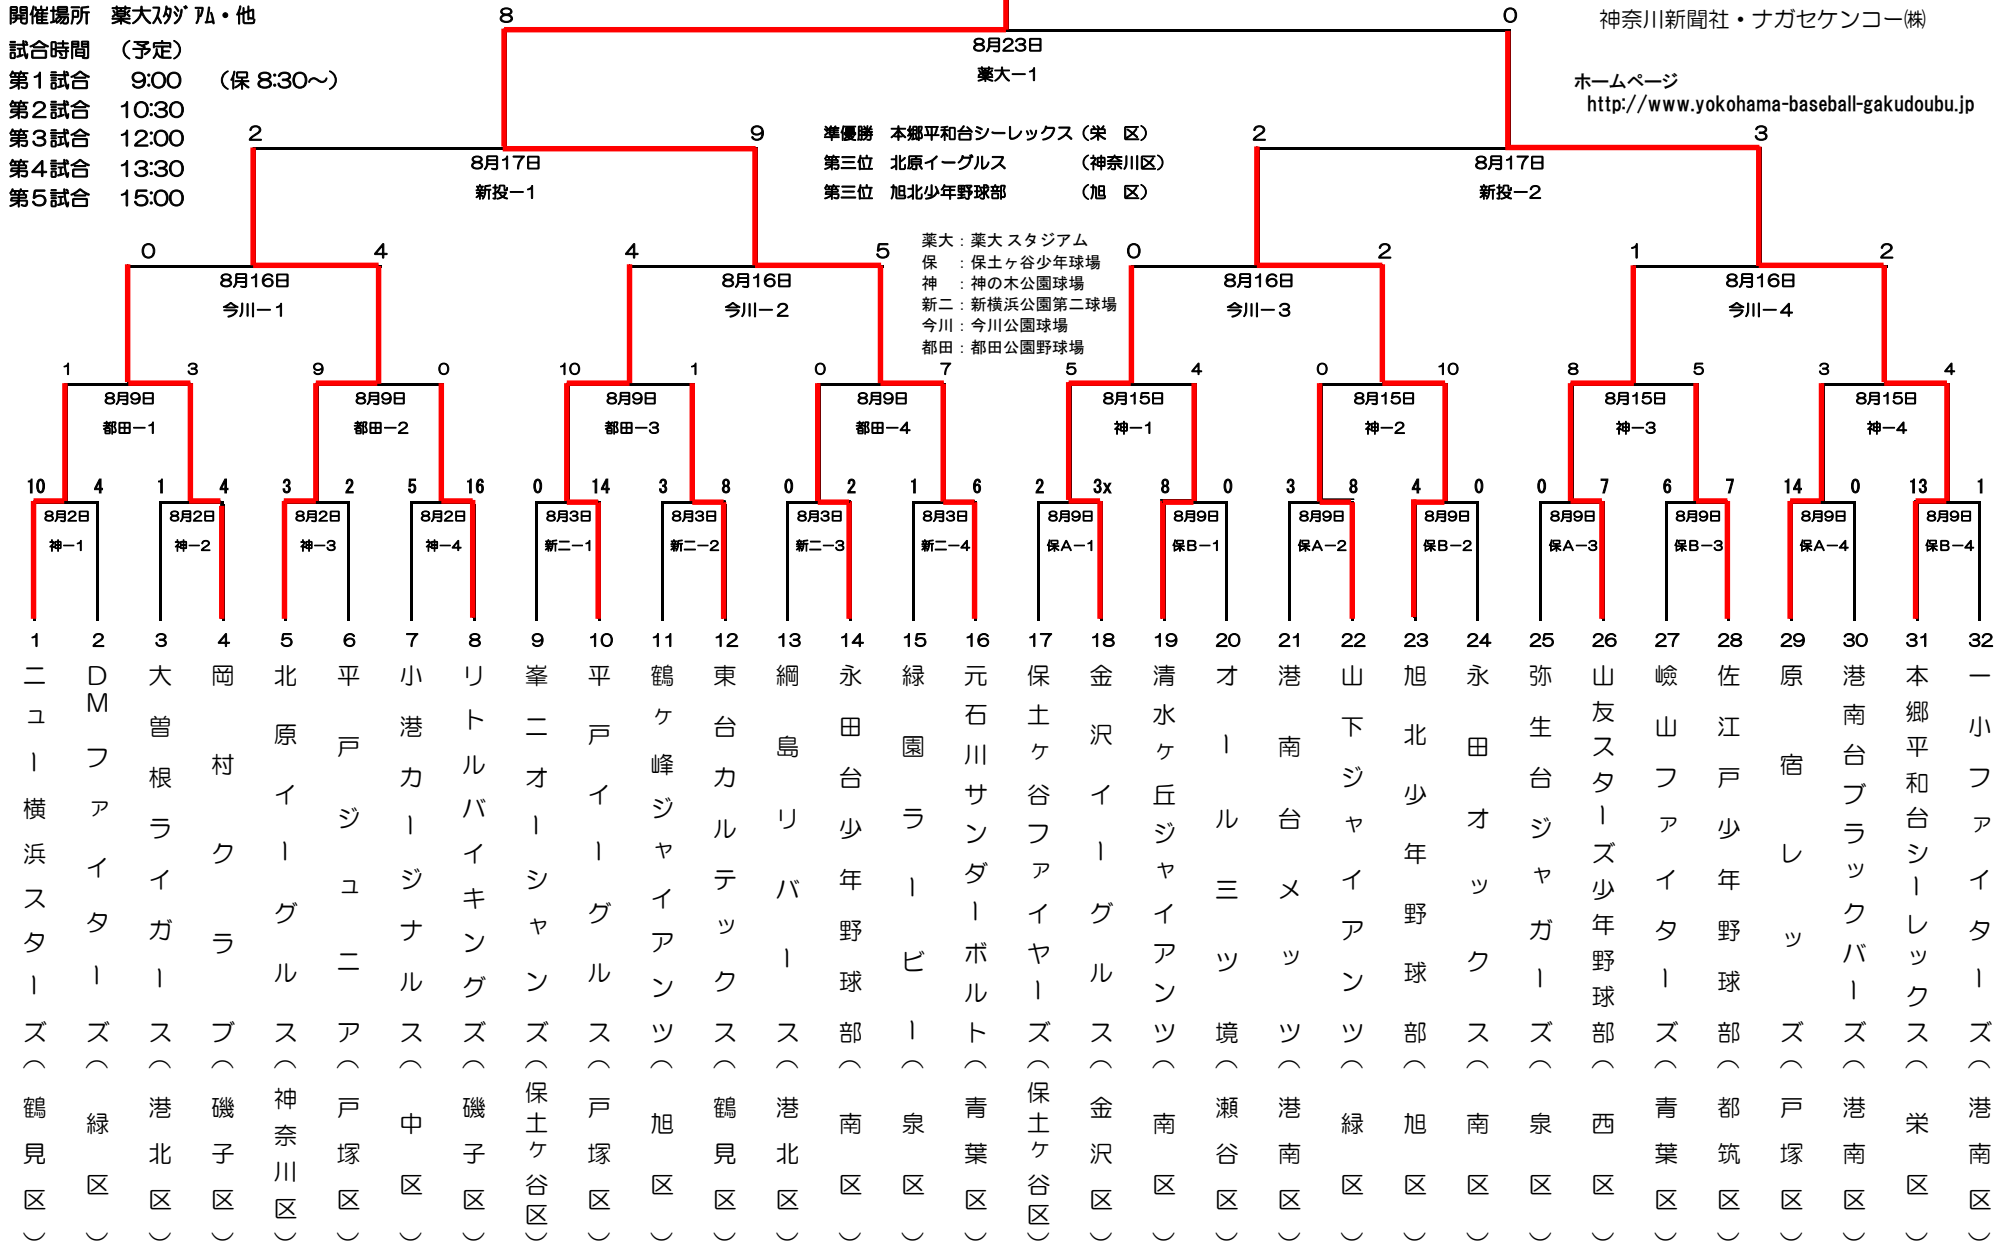 開催場所 薬大ｽﾀｼﾞｱﾑ・他
試合時間 （予定）
第１試合 9:00 （保 8:30～）
第２試合 10:30
第３試合 12:00
第４試合 13:30
第５試合 15:00
神奈川新聞社・ナガセケンコー㈱
ホームページ
http://www.yokohama-baseball-gakudoubu.jp
8 0
8月23日
薬大－1
準優勝 本郷平和台シーレックス（栄 区）
第三位 北原イーグルス （神奈川区）
第三位 旭北少年野球部 （旭 区）
2 9 2 3
8月17日 8月17日
新投－1 新投－2
薬大：薬大 スタジアム
保 ：保土ヶ谷少年球場
神 ：神の木公園球場
新二：新横浜公園第二球場
今川：今川公園球場
都田：都田公園野球場
0 4 4 5 0 2 1 2
8月16日 8月16日 8月16日 8月16日
今川－1 今川－2 今川－3 今川－4
1 3 9 0 10 1 0 7 5 4 0 10 8 5 3 4
8月9日 8月9日 8月9日 8月9日 8月15日 8月15日 8月15日 8月15日
都田－1 都田－2 都田－3 都田－4 神－1 神－2 神－3 神－4
10 4 1 4 3 2 5 16 0 14 3 8 0 2 1 6 2 3x 8 0 3 8 4 0 0 7 6 7 14 0 13 1
8月2日 8月2日 8月2日 8月2日 8月3日 8月3日 8月3日 8月3日 8月9日 8月9日 8月9日 8月9日 8月9日 8月9日 8月9日 8月9日
神－1 神－2 神－3 神－4 新二－1 新二－2 新二－3 新二－4 保A－1 保B－1 保A－2 保B－2 保A－3 保B－3 保A－4 保B－4
1 ニュー横浜スターズ（鶴見区）
2 DMファイターズ（緑区）
3 大曽根ライガース（港北区）
4 岡村クラブ（磯子区）
5 北原イーグルス（神奈川区）
6 平戸ジュニア（戸塚区）
7 小港カージナルス（中区）
8 リトルバイキングズ（磯子区）
9 峯二オーシャンズ（保土ヶ谷区）
10 平戸イーグルス（戸塚区）
11 鶴ヶ峰ジャイアンツ（旭区）
12 東台カルテックス（鶴見区）
13 綱島リバース（港北区）
14 永田台少年野球部（南区）
15 緑園ラービー（泉区）
16 元石川サンダーボルト（青葉区）
17 保土ヶ谷ファイヤーズ（保土ヶ谷区）
18 金沢イーグルス（金沢区）
19 清水ヶ丘ジャイアンツ（南区）
20 オール三ツ境（瀬谷区）
21 港南台メッツ（港南区）
22 山下ジャイアンツ（緑区）
23 旭北少年野球部（旭区）
24 永田オックス（南区）
25 弥生台ジャガーズ（泉区）
26 山友スターズ少年野球部（西区）
27 嶮山ファイターズ（青葉区）
28 佐江戸少年野球部（都筑区）
29 原宿レッズ（戸塚区）
30 港南台ブラックバーズ（港南区）
31 本郷平和台シーレックス（栄区）
32 一小ファイターズ（港南区）